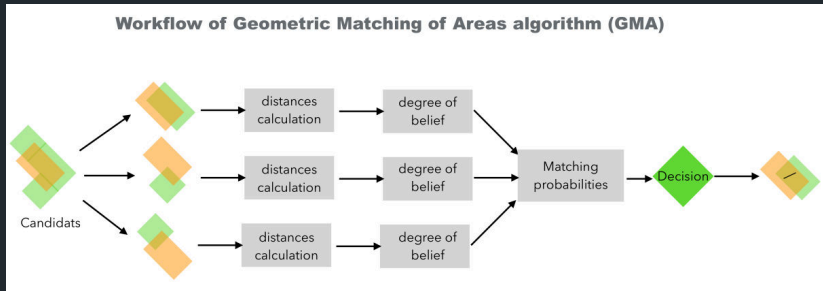 Workflow of Geometric Matching of Areas algorithm (GMA)
Candidats
distances
calculation
degree of
belief
distances
calculation
degree of
belief
distances
calculation
degree of
belief
Matching
probabilities
Decision